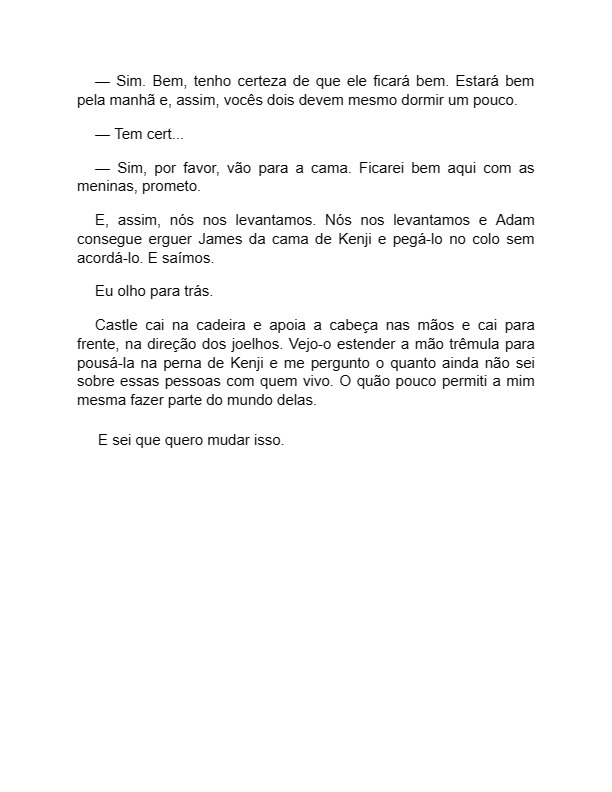 — Sim. Bem, tenho certeza de que ele ficará bem. Estará bem
pela manhã e, assim, vocês dois devem mesmo dormir um pouco.
— Tem cert...
— Sim, por favor, vão para a cama. Ficarei bem aqui com as
meninas, prometo.
E, assim, nós nos levantamos. Nós nos levantamos e Adam
consegue erguer James da cama de Kenji e pegá-lo no colo sem
acordá-lo. E saímos.
Eu olho para trás.
Castle cai na cadeira e apoia a cabeça nas mãos e cai para
frente, na direção dos joelhos. Vejo-o estender a mão trêmula para
pousá-la na perna de Kenji e me pergunto o quanto ainda não sei
sobre essas pessoas com quem vivo. O quão pouco permiti a mim
mesma fazer parte do mundo delas.
E sei que quero mudar isso.